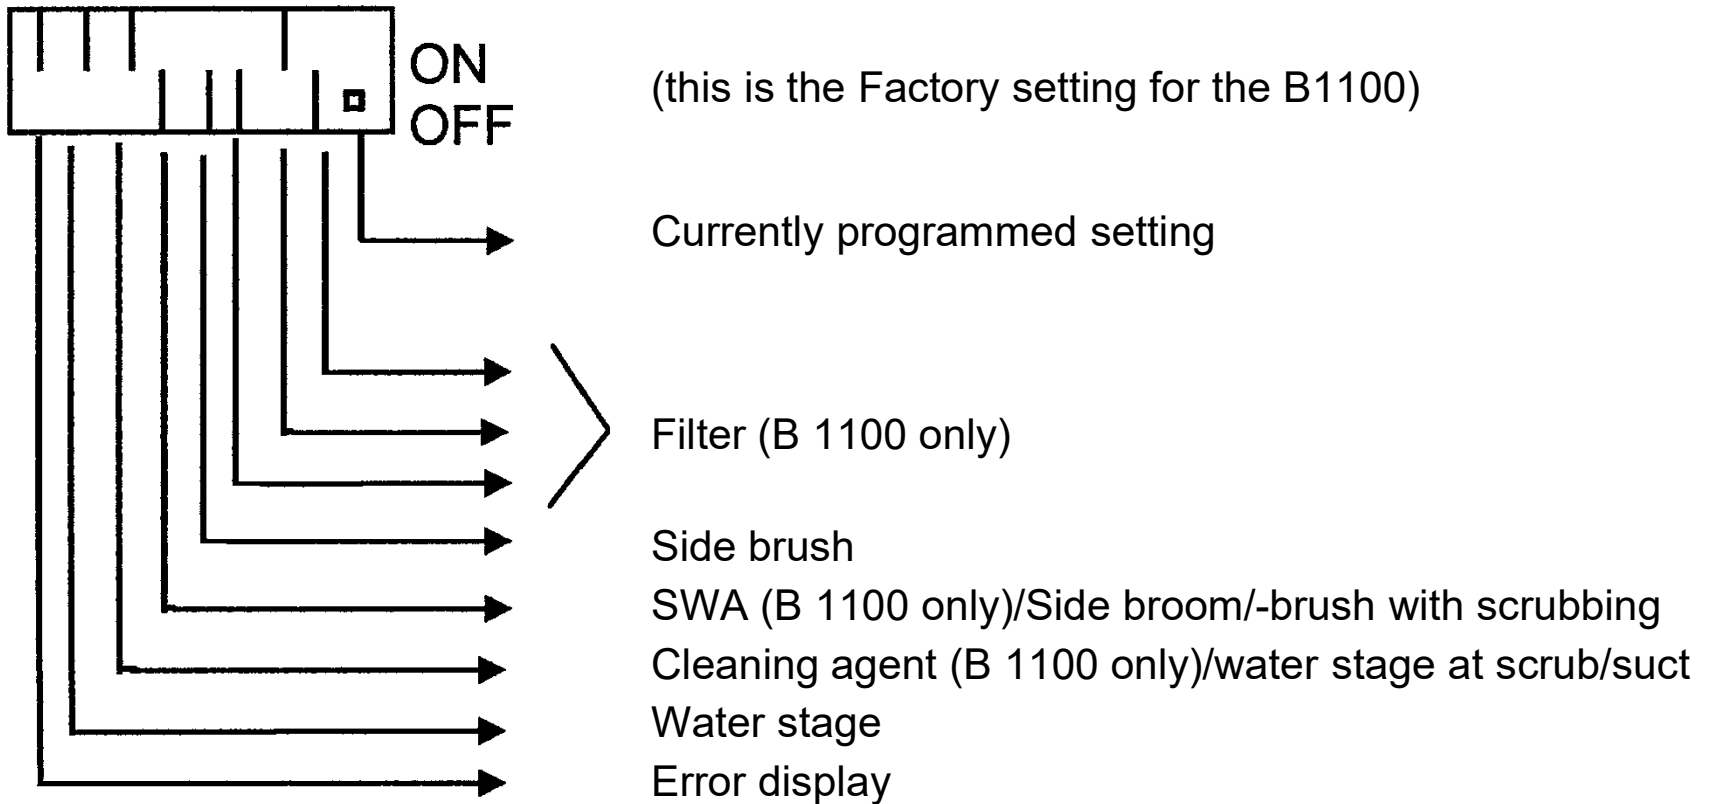 ON
OFF
(this is the Factory setting for the B1100)
Currently programmed setting
Filter (B 1100 only)
Side brush
SWA (B 1100 only)/Side broom/-brush with scrubbing
Cleaning agent (B 1100 only)/water stage at scrub/suct
Water stage
Error display